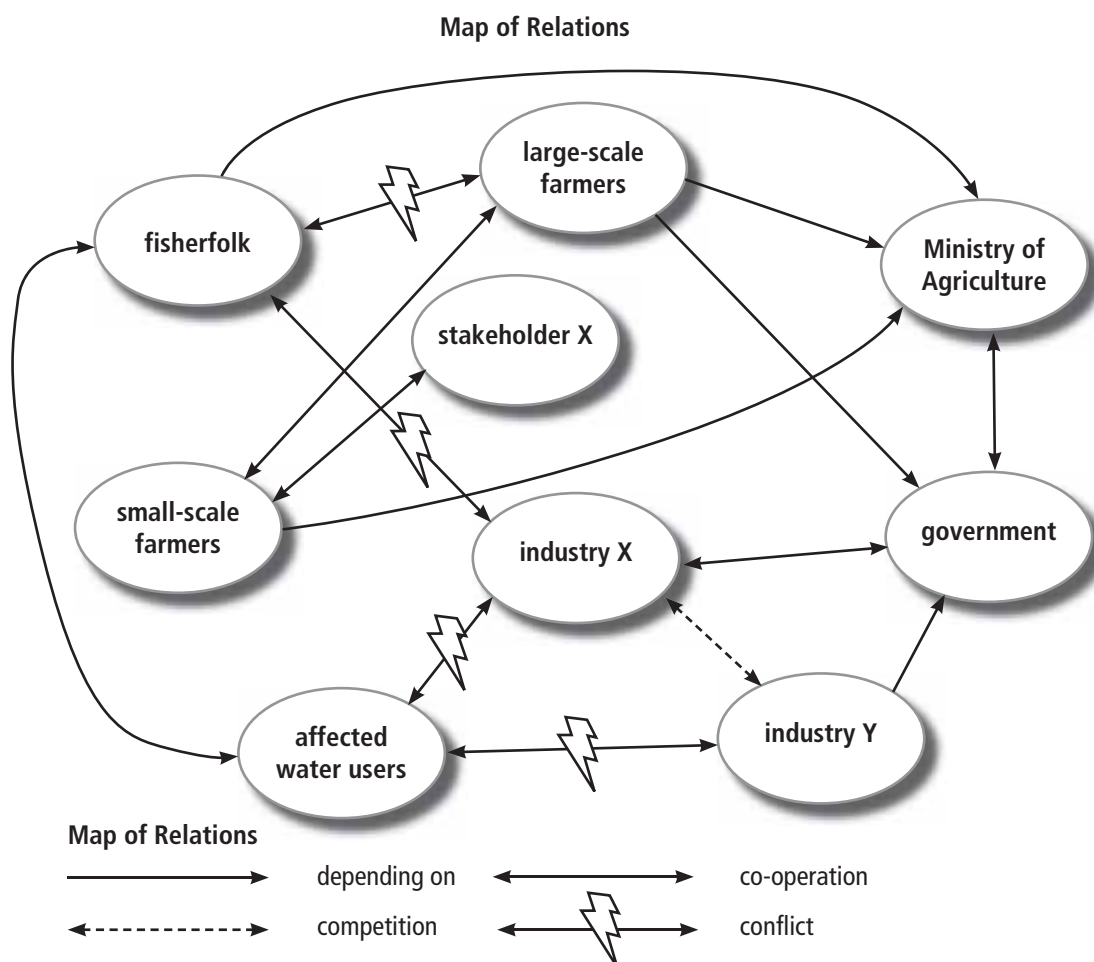 Map of Relations
large-scale
farmers
fisherfolk
Ministry of
Agriculture
stakeholder X
small-scale
farmers
industry X
government
affected
water users
industry Y
Map of Relations
depending on
co-operation
competition
conflict